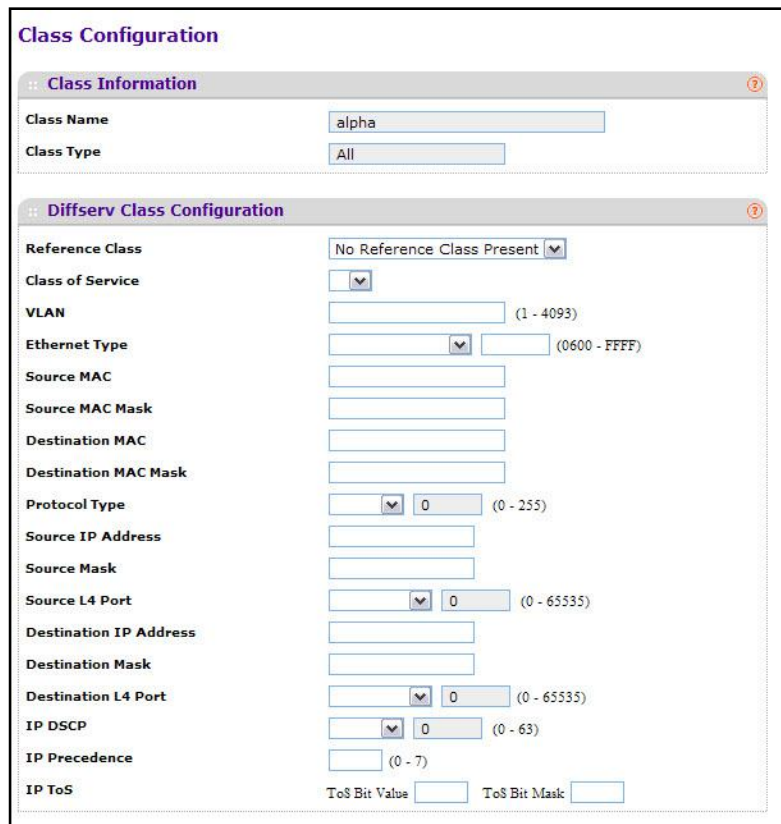 Class Configuration
Class Information
Class Name alpha
Class Type All
Diffserv Class Configuration
Reference Class No Reference Class Present
Class of Service
VLAN (1 - 4093)
Ethernet Type (0600 - FFFF)
Source MAC
Source MAC Mask
Destination MAC
Destination MAC Mask
Protocol Type 0 (0 - 255)
Source IP Address
Source Mask
Source L4 Port 0 (0 - 65535)
Destination IP Address
Destination Mask
Destination L4 Port 0 (0 - 65535)
IP DSCP 0 (0 - 63)
IP Precedence (0 - 7)
IP ToS ToS Bit Value ToS Bit Mask